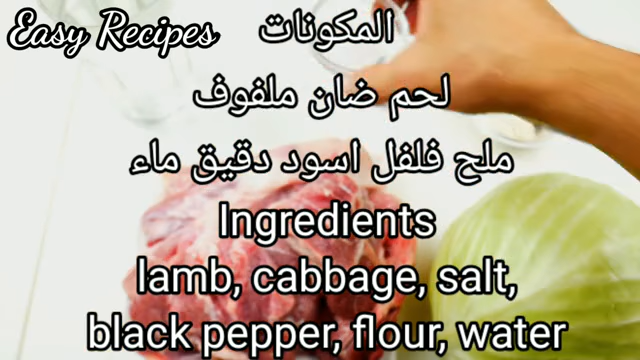 Easy Recipes
المكونات
لحم ضان ملفوف
ملح فلفل اسود دقيق ماء
Ingredients
lamb, cabbage, salt,
black pepper, flour, water